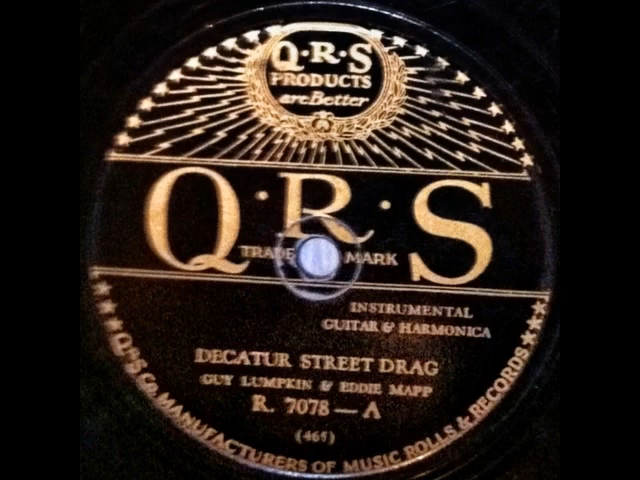 Q·R·S
PRODUCTS
are Better
Q·R·S
TRADE MARK
INSTRUMENTAL
GUITAR & HARMONICA
DECATUR STREET DRAG
GUY LUMPKIN & EDDIE MAPP
R. 7078—A
QRS CO. MANUFACTURERS OF MUSIC ROLLS & RECORDS